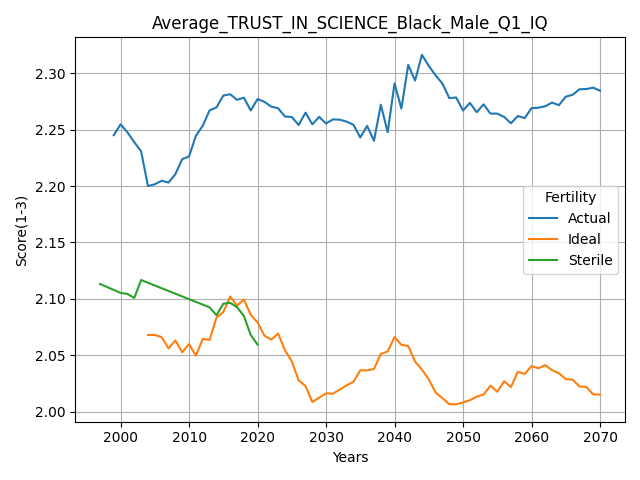 Average_TRUST_IN_SCIENCE_Black_Male_Q1_IQ
2.30
2.25
2.20
2.15
2.10
2.05
2.00
Score(1-3)
Fertility
Actual
Ideal
Sterile
2000 2010 2020 2030 2040 2050 2060 2070
Years